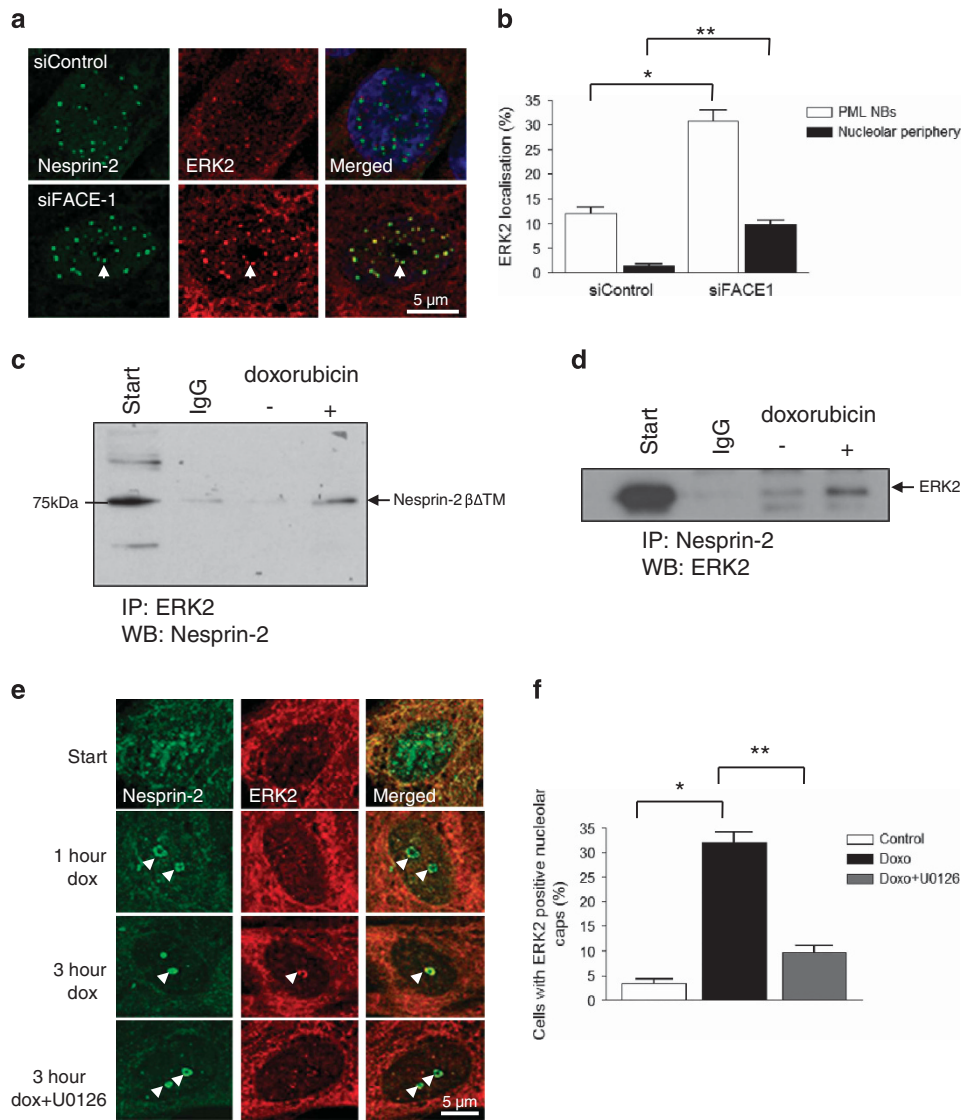 a
siControl
Nesprin-2
ERK2
Merged
siFACE-1
5 μm
b
**
*
ERK2 localisation (%)
35
30
25
20
15
10
5
0
siControl
siFACE1
PML NBs
Nucleolar periphery
c
Start
IgG
doxorubicin
-
+
75kDa
Nesprin-2 βΔTM
IP: ERK2
WB: Nesprin-2
d
Start
IgG
doxorubicin
-
+
ERK2
IP: Nesprin-2
WB: ERK2
e
Start
Nesprin-2
ERK2
Merged
1 hour
dox
3 hour
dox
3 hour
dox+U0126
5 μm
f
**
*
Cells with ERK2 positive nucleolar
caps (%)
35
30
25
20
15
10
5
0
Control
Doxo
Doxo+U0126